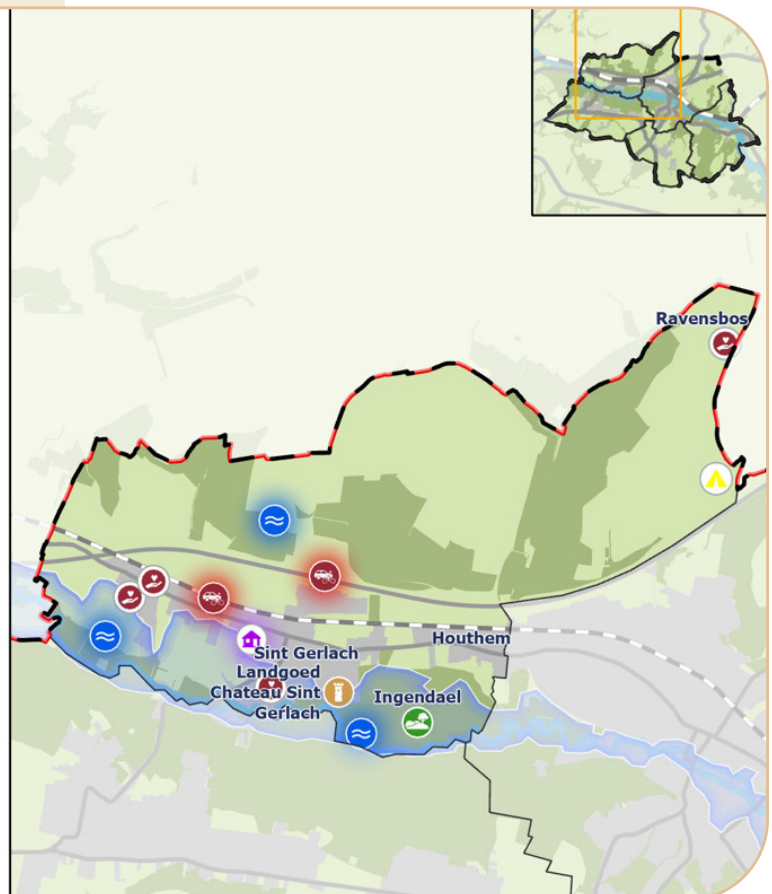 Ravensbos
Houthem
Sint Gerlach
Landgoed
Chateau Sint
Gerlach
Ingendael